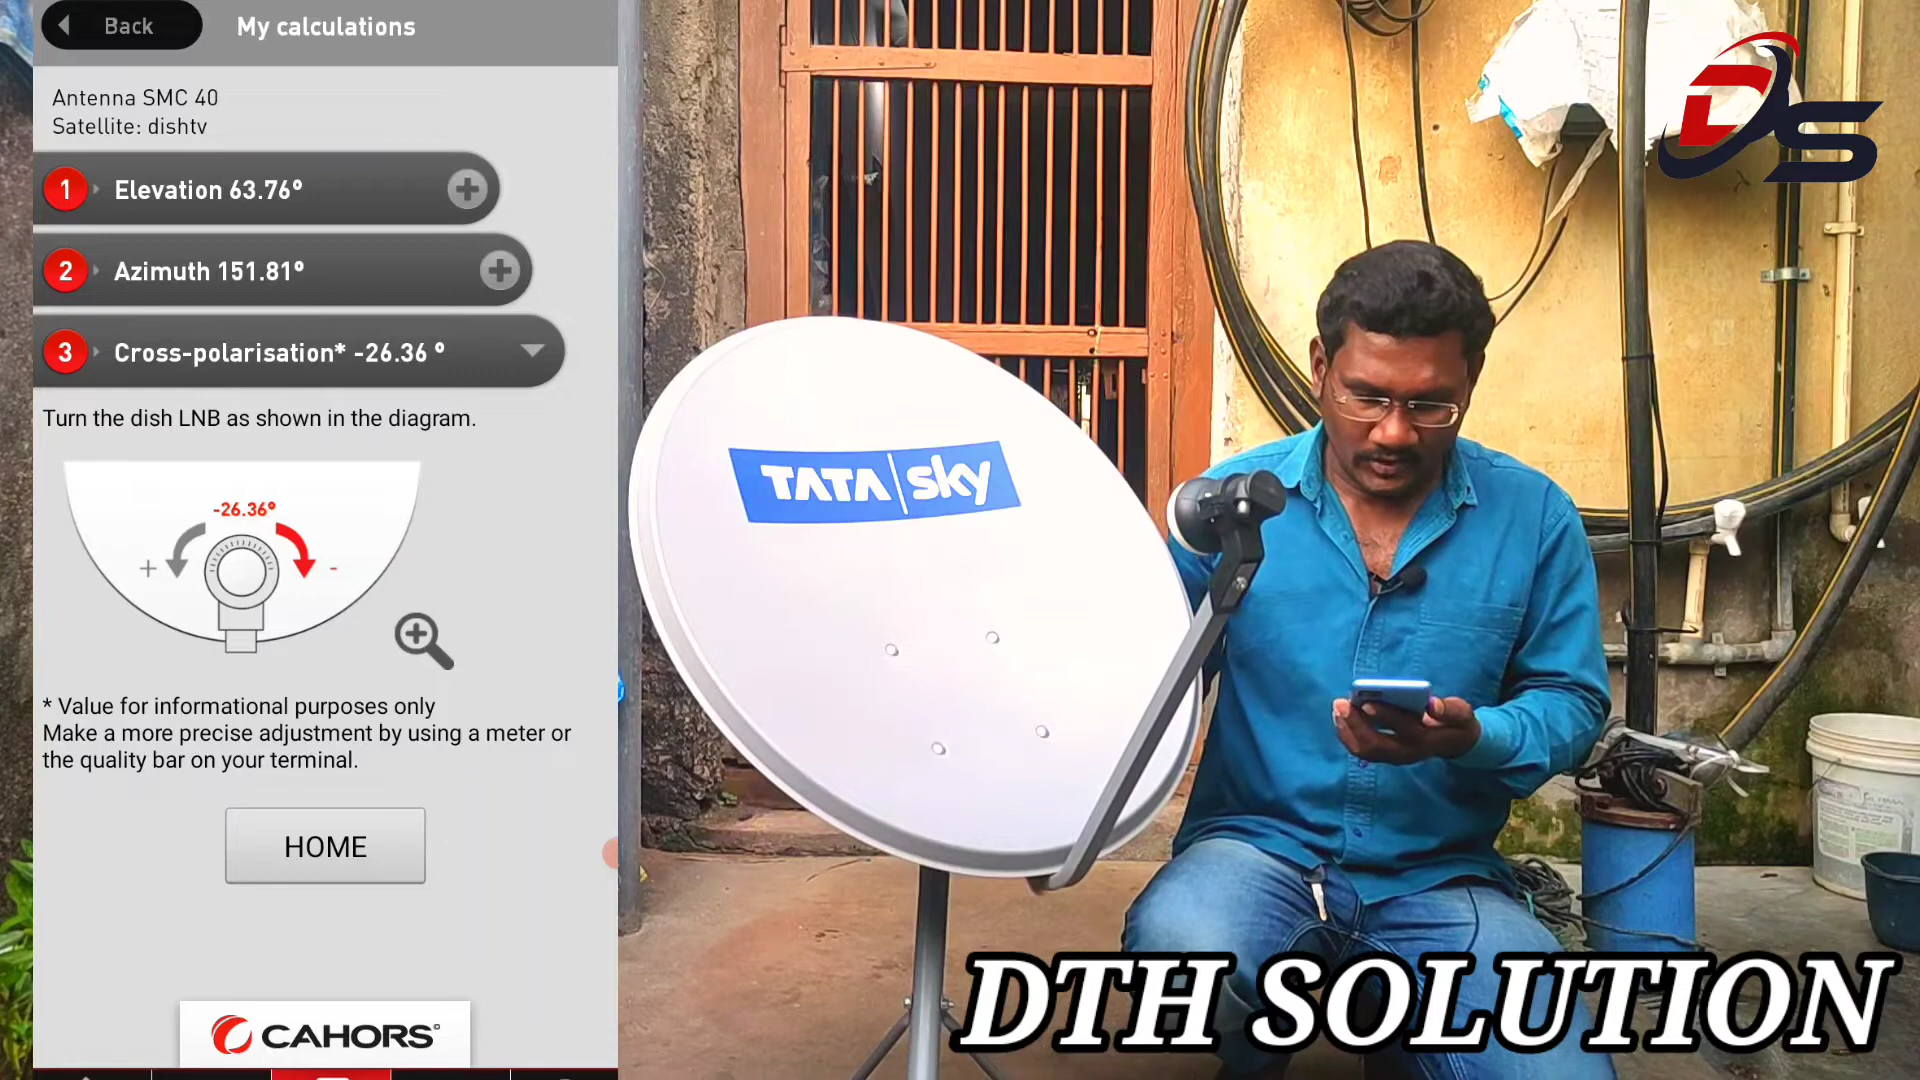 Back
My calculations
Antenna SMC 40
Satellite: dishtv
1 Elevation 63.76°
2 Azimuth 151.81°
3 Cross-polarisation* -26.36 °
Turn the dish LNB as shown in the diagram.
-26.36°
+ -
* Value for informational purposes only
Make a more precise adjustment by using a meter or
the quality bar on your terminal.
HOME
CAHORS
TATA sky
DS
DTH SOLUTION